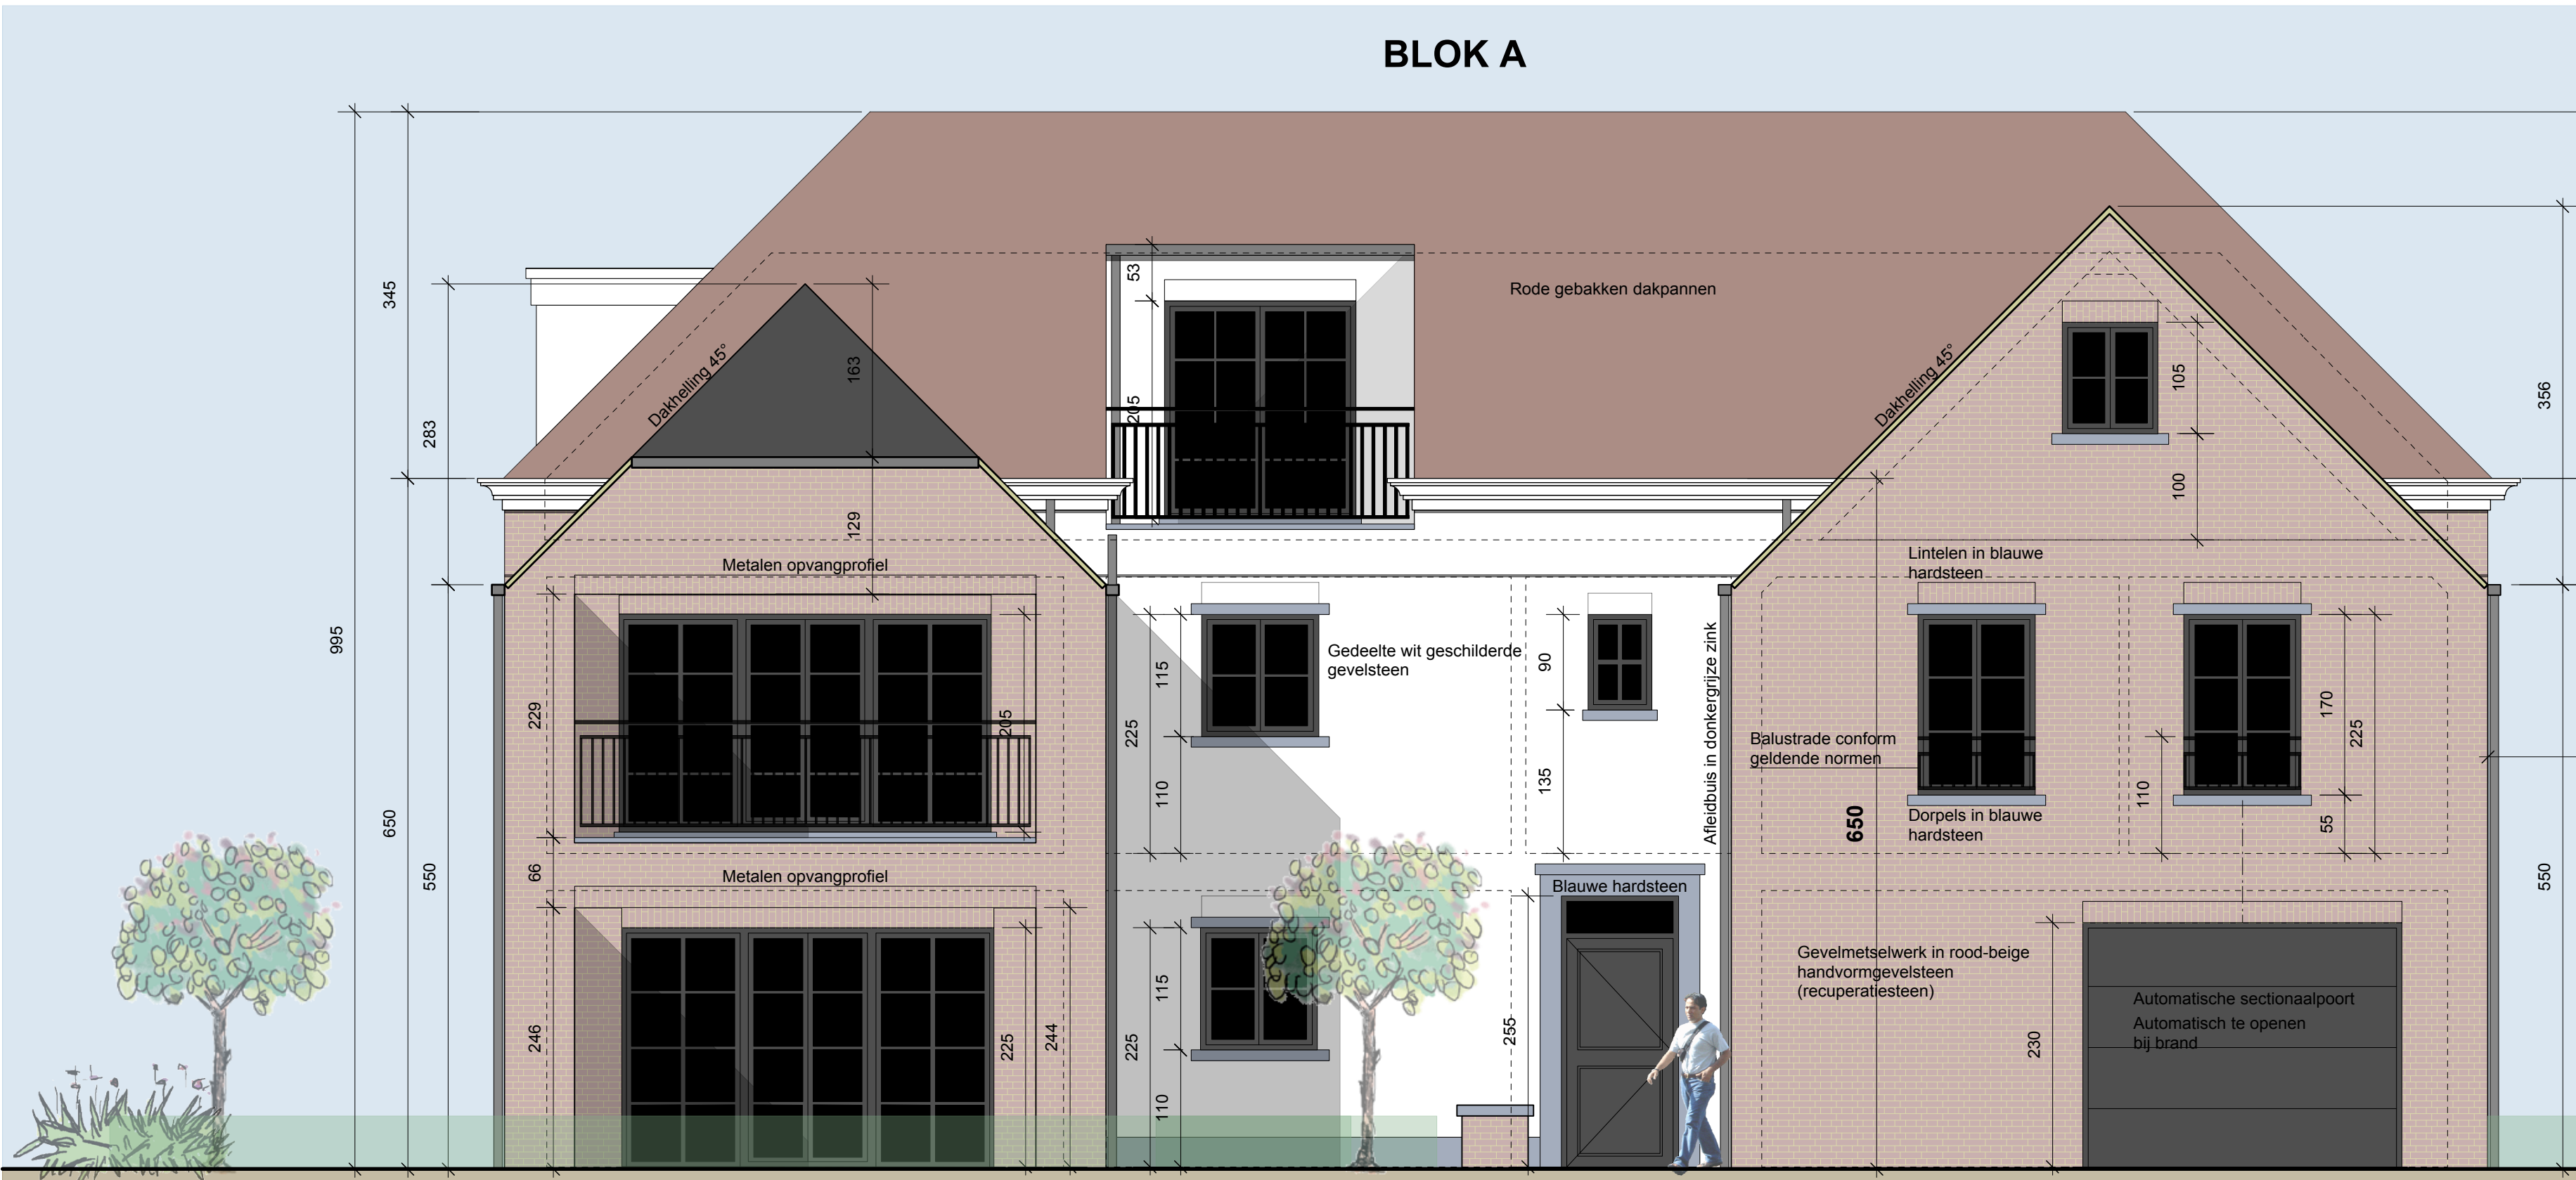 BLOK A
345
283
995
650
550
Dakhelling 45°
163
129
53
205
Rode gebakken dakpannen
Dakhelling 45°
105
100
356
Metalen opvangprofiel
229
205
66
Metalen opvangprofiel
246
225
244
115
225
110
Gedeelte wit geschilderde
gevelsteen
90
135
Afleidbuis in donkergrijze zink
115
225
110
255
Blauwe hardsteen
Lintelen in blauwe
hardsteen
Balustrade conform
geldende normen
650
Dorpels in blauwe
hardsteen
110
170
225
55
550
Gevelmetselwerk in rood-beige
handvormgevelsteen
(recuperatiesteen)
230
Automatische sectionaalpoort
Automatisch te openen
bij brand